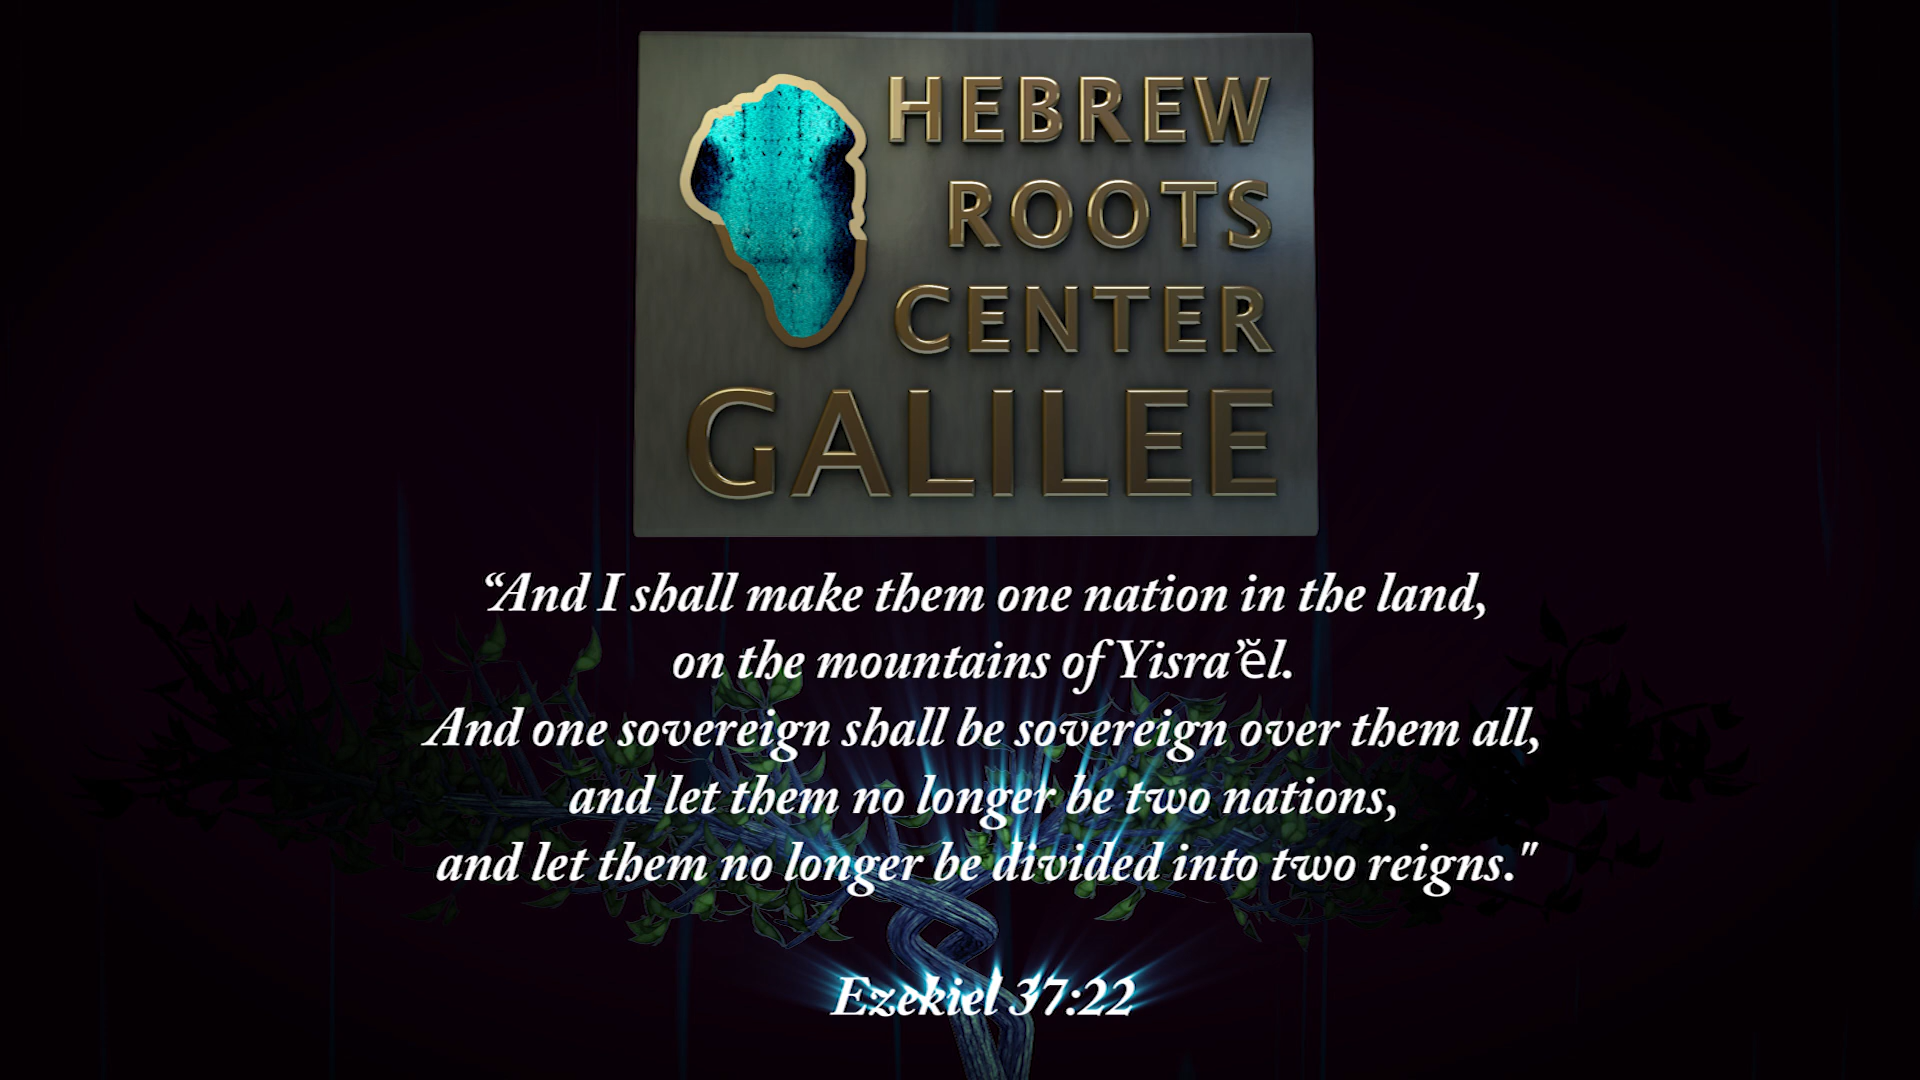 HEBREW
ROOTS
CENTER
GALILEE
“And I shall make them one nation in the land,
on the mountains of Yisra’ĕl.
And one sovereign shall be sovereign over them all,
and let them no longer be two nations,
and let them no longer be divided into two reigns."
Ezekiel 37:22